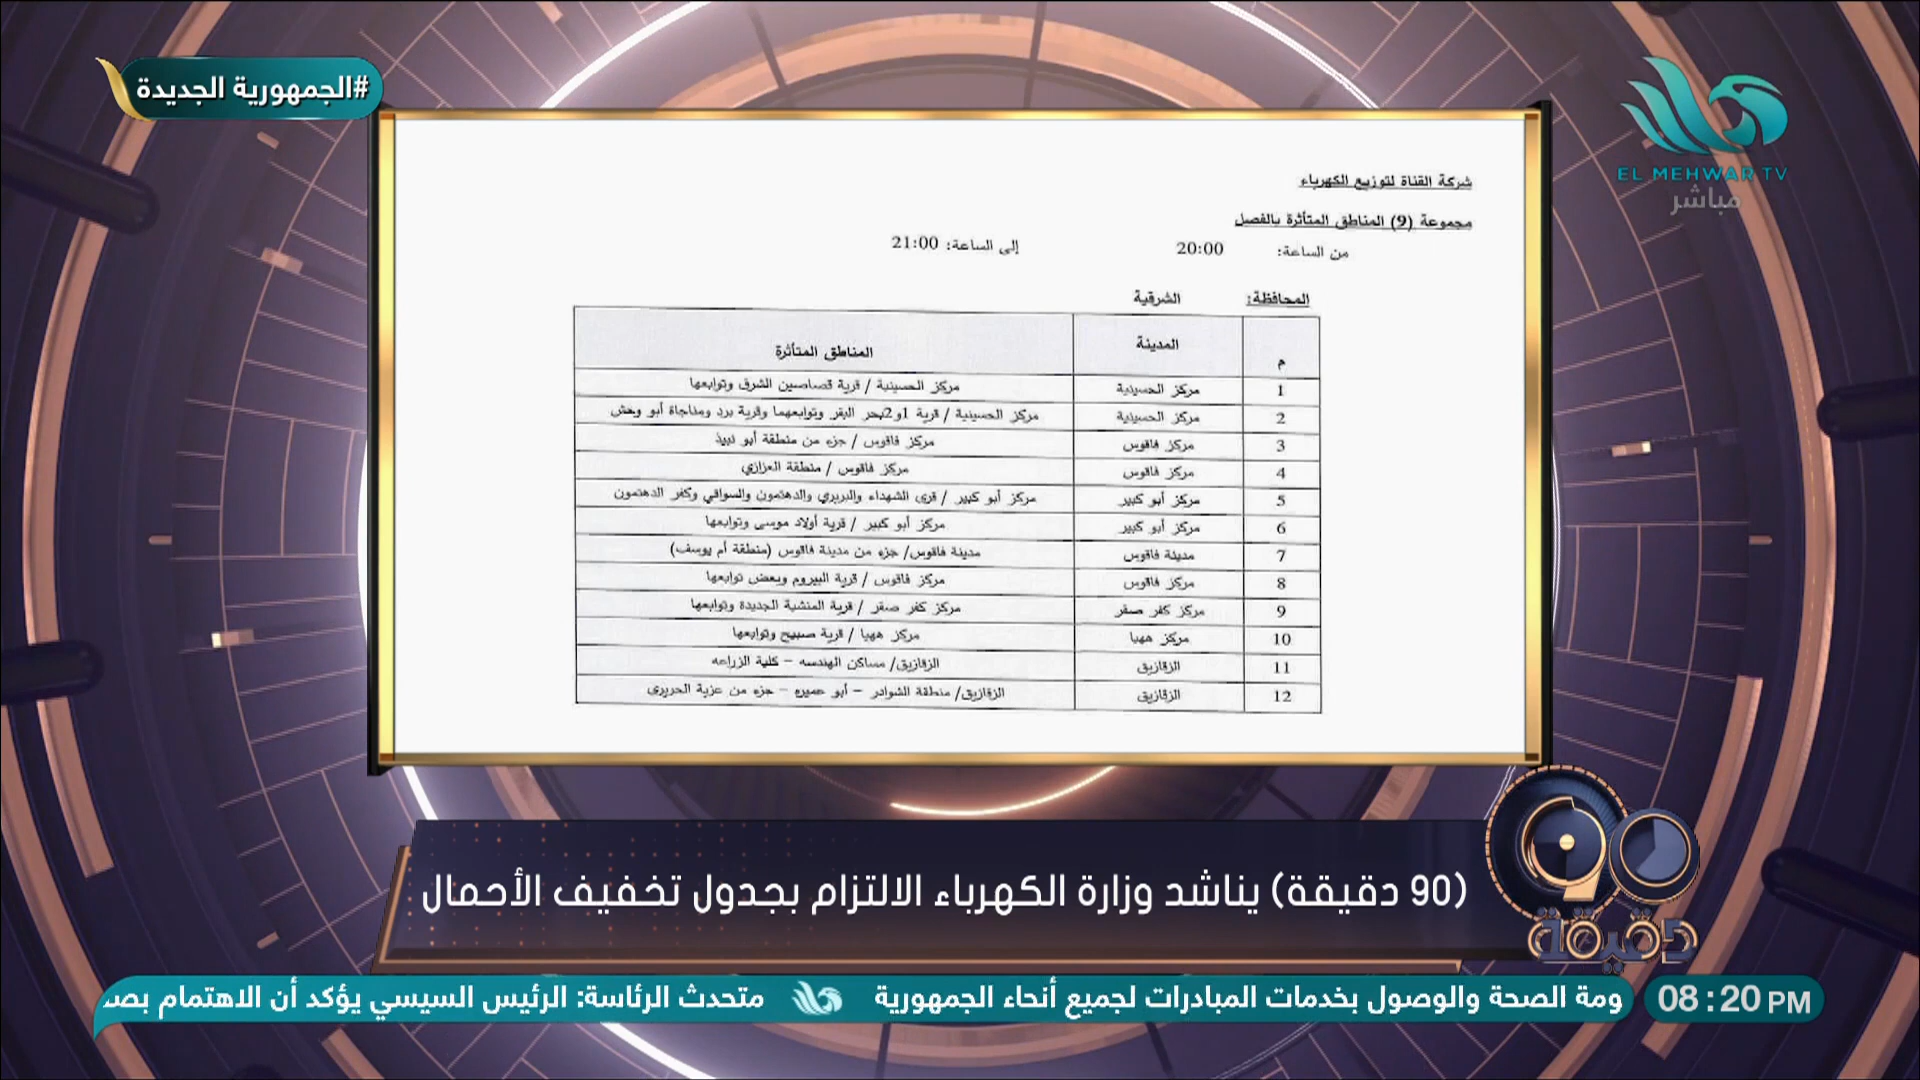 #الجمهورية الجديدة
EL MEHWAR TV
مباشر
شركة القناة لتوزيع الكهرباء
مجموعة (9) المناطق المتأثرة بالفصل
من الساعة: 20:00 إلى الساعة: 21:00
المحافظة: الشرقية
م المدينة المناطق المتأثرة
1 مركز الحسينية مركز الحسينية / قرية قصاصين الشرق وتوابعها
2 مركز الحسينية مركز الحسينية / قرية 1و2بحر البقر وتوابعهما وقرية برد ومناجاة أبو وحش
3 مركز فاقوس مركز فاقوس / جزء من منطقة أبو نبيذ
4 مركز فاقوس مركز فاقوس / منطقة العزازي
5 مركز أبو كبير مركز أبو كبير / قرى الشهداء والبربري والدهتمون والسواقي وكفر الدهتمون
6 مركز أبو كبير مركز أبو كبير / قرية أولاد موسى وتوابعها
7 مدينة فاقوس مدينة فاقوس/ جزء من مدينة فاقوس (منطقة أم يوسف)
8 مركز فاقوس مركز فاقوس / قرية البيروم وبعض توابعها
9 مركز كفر صقر مركز كفر صقر / قرية المنشية الجديدة وتوابعها
10 مركز ههيا مركز ههيا / قرية صبيح وتوابعها
11 الزقازيق الزقازيق/ مساكن الهندسه – كلية الزراعه
12 الزقازيق الزقازيق/ منطقة الشوادر – أبو عميره – جزء من عزبة الحريرى
(90 دقيقة) يناشد وزارة الكهرباء الالتزام بجدول تخفيف الأحمال
90
دقيقة
ومة الصحة والوصول بخدمات المبادرات لجميع أنحاء الجمهورية متحدث الرئاسة: الرئيس السيسي يؤكد أن الاهتمام بصـ
08:20 PM